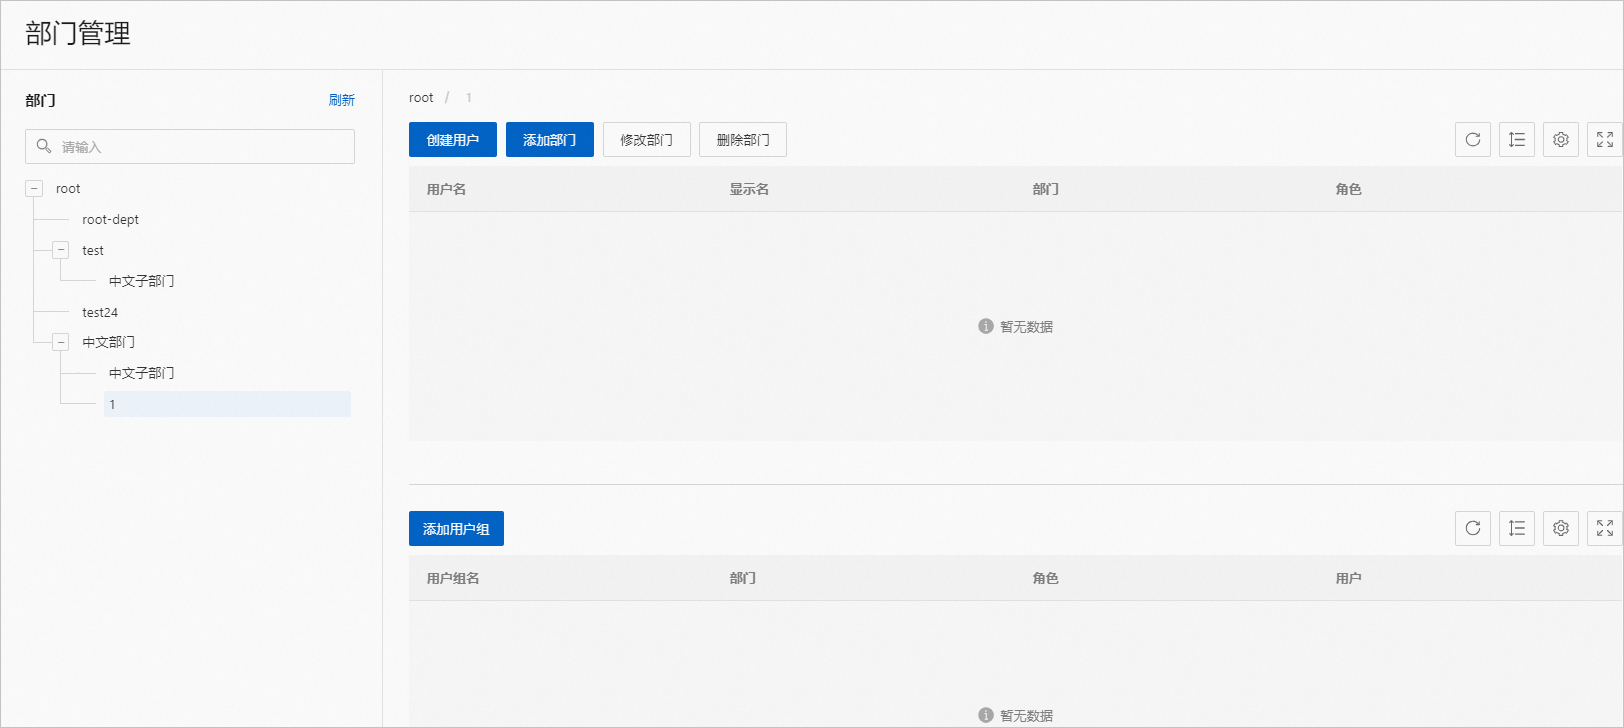 部门管理
部门
刷新
请输入
root
root-dept
test
中文子部门
test24
中文部门
中文子部门
1
root / 1
创建用户 添加部门 修改部门 删除部门
用户名 显示名 部门 角色
暂无数据
添加用户组
用户组名 部门 角色 用户
暂无数据